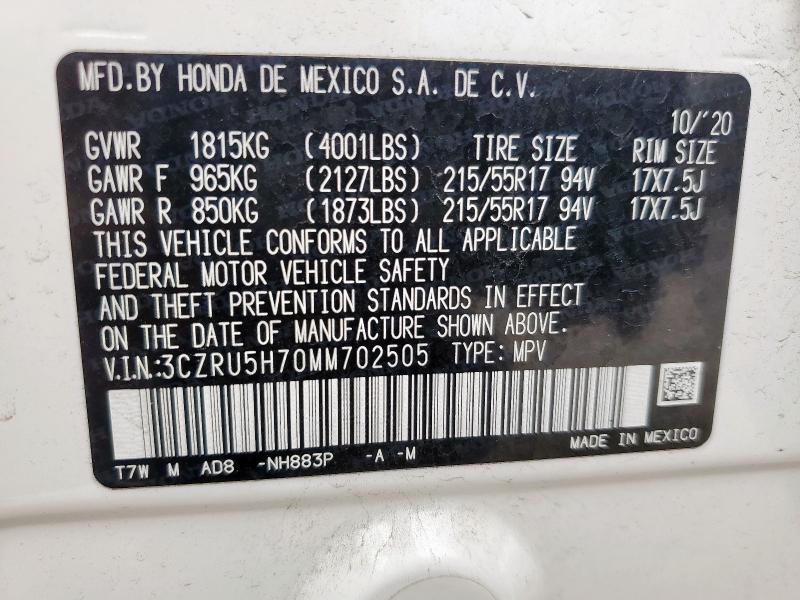 MFD.BY HONDA DE MEXICO S.A. DE C.V.
10/'20
GVWR 1815KG (4001LBS) TIRE SIZE RIM SIZE
GAWR F 965KG (2127LBS) 215/55R17 94V 17X7.5J
GAWR R 850KG (1873LBS) 215/55R17 94V 17X7.5J
THIS VEHICLE CONFORMS TO ALL APPLICABLE
FEDERAL MOTOR VEHICLE SAFETY
AND THEFT PREVENTION STANDARDS IN EFFECT
ON THE DATE OF MANUFACTURE SHOWN ABOVE.
V.I.N:3CZRU5H70MM702505 TYPE: MPV
MADE IN MEXICO
T7W M AD8 -NH883P -A -M